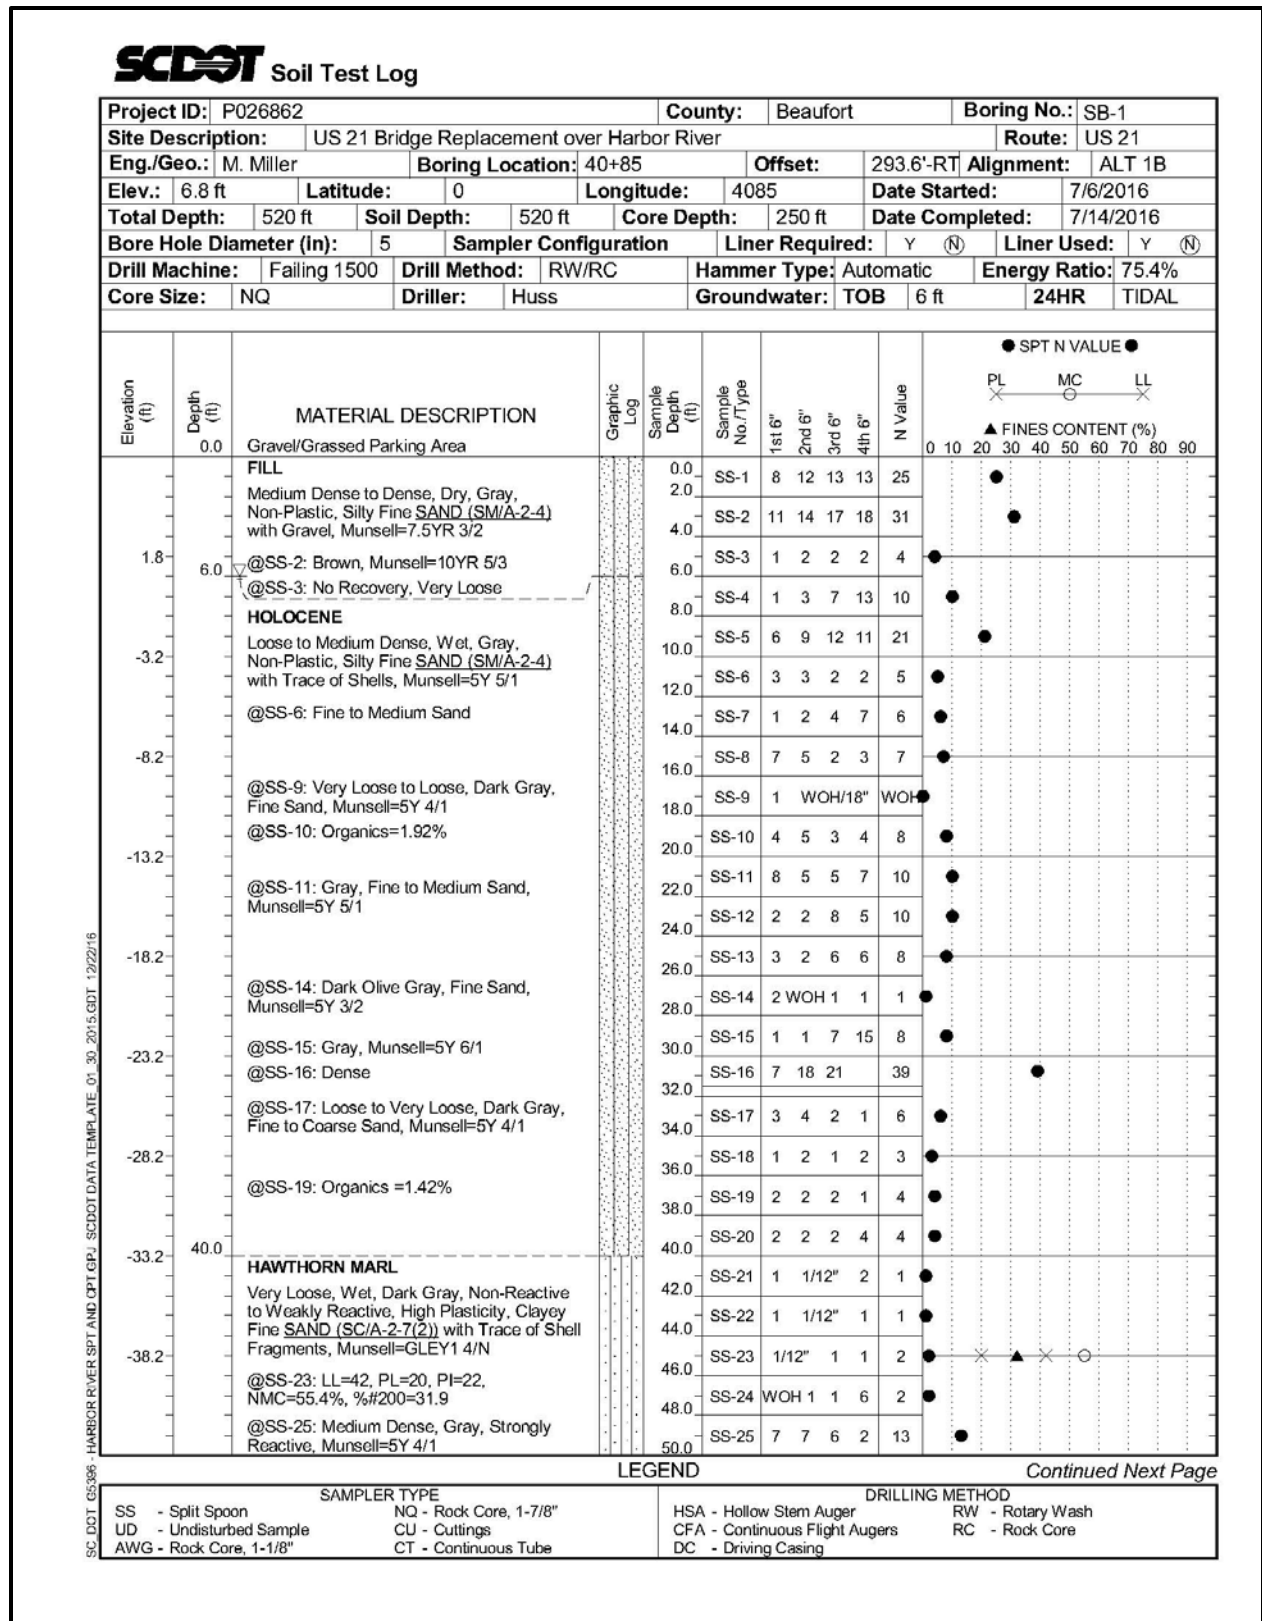 SCDOT Soil Test Log
Project ID: P026862 County: Beaufort Boring No.: SB-1
Site Description: US 21 Bridge Replacement over Harbor River Route: US 21
Eng./Geo.: M. Miller Boring Location: 40+85 Offset: 293.6'-RT Alignment: ALT 1B
Elev.: 6.8 ft Latitude: 0 Longitude: 4085 Date Started: 7/6/2016
Total Depth: 520 ft Soil Depth: 520 ft Core Depth: 250 ft Date Completed: 7/14/2016
Bore Hole Diameter (in): 5 Sampler Configuration Liner Required: Y N Liner Used: Y N
Drill Machine: Failing 1500 Drill Method: RW/RC Hammer Type: Automatic Energy Ratio: 75.4%
Core Size: NQ Driller: Huss Groundwater: TOB 6 ft 24HR TIDAL
Elevation (ft) Depth (ft) MATERIAL DESCRIPTION Graphic Log Sample Depth (ft) Sample No./Type 1st 6" 2nd 6" 3rd 6" 4th 6" N Value
SPT N VALUE
PL MC LL
FINES CONTENT (%)
0.0 Gravel/Grassed Parking Area 0 10 20 30 40 50 60 70 80 90
FILL 0.0
Medium Dense to Dense, Dry, Gray, SS-1 8 12 13 13 25
2.0
Non-Plastic, Silty Fine SAND (SM/A-2-4)
with Gravel, Munsell=7.5YR 3/2 SS-2 11 14 17 18 31
4.0
1.8 @SS-2: Brown, Munsell=10YR 5/3 SS-3 1 2 2 2 4
6.0 6.0
@SS-3: No Recovery, Very Loose SS-4 1 3 7 13 10
8.0
HOLOCENE
Loose to Medium Dense, Wet, Gray, SS-5 6 9 12 11 21
-3.2 Non-Plastic, Silty Fine SAND (SM/A-2-4) 10.0
with Trace of Shells, Munsell=5Y 5/1 SS-6 3 3 2 2 5
12.0
@SS-6: Fine to Medium Sand SS-7 1 2 4 7 6
14.0
-8.2 SS-8 7 5 2 3 7
16.0
@SS-9: Very Loose to Loose, Dark Gray, SS-9 1 WOH/18" WOH
Fine Sand, Munsell=5Y 4/1 18.0
@SS-10: Organics=1.92% SS-10 4 5 3 4 8
-13.2 20.0
@SS-11: Gray, Fine to Medium Sand, SS-11 8 5 5 7 10
Munsell=5Y 5/1 22.0
SS-12 2 2 8 5 10
24.0
-18.2 SS-13 3 2 6 6 8
26.0
@SS-14: Dark Olive Gray, Fine Sand, SS-14 2 WOH 1 1 1
Munsell=5Y 3/2 28.0
@SS-15: Gray, Munsell=5Y 6/1 SS-15 1 1 7 15 8
-23.2 30.0
@SS-16: Dense SS-16 7 18 21 39
32.0
@SS-17: Loose to Very Loose, Dark Gray, SS-17 3 4 2 1 6
Fine to Coarse Sand, Munsell=5Y 4/1 34.0
-28.2 SS-18 1 2 1 2 3
36.0
@SS-19: Organics =1.42% SS-19 2 2 2 1 4
38.0
SS-20 2 2 2 4 4
-33.2 40.0 40.0
HAWTHORN MARL SS-21 1 1/12" 2 1
42.0
Very Loose, Wet, Dark Gray, Non-Reactive
to Weakly Reactive, High Plasticity, Clayey SS-22 1 1/12" 1 1
Fine SAND (SC/A-2-7(2)) with Trace of Shell 44.0
-38.2 Fragments, Munsell=GLEY1 4/N SS-23 1/12" 1 1 2
46.0
@SS-23: LL=42, PL=20, PI=22,
NMC=55.4%, %#200=31.9 SS-24 WOH 1 1 6 2
48.0
@SS-25: Medium Dense, Gray, Strongly SS-25 7 7 6 2 13
Reactive, Munsell=5Y 4/1 50.0
LEGEND Continued Next Page
SAMPLER TYPE DRILLING METHOD
SS - Split Spoon NQ - Rock Core, 1-7/8" HSA - Hollow Stem Auger RW - Rotary Wash
UD - Undisturbed Sample CU - Cuttings CFA - Continuous Flight Augers RC - Rock Core
AWG - Rock Core, 1-1/8" CT - Continuous Tube DC - Driving Casing
SC_DOT G5396 - HARBOR RIVER SPT AND CPT.GPJ SCDOT DATA TEMPLATE_01_30_2015.GDT 12/22/16